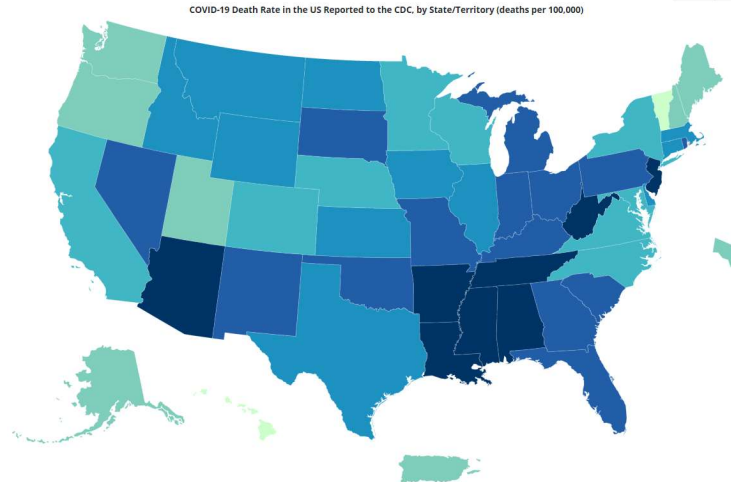 COVID-19 Death Rate in the US Reported to the CDC, by State/Territory (deaths per 100,000)